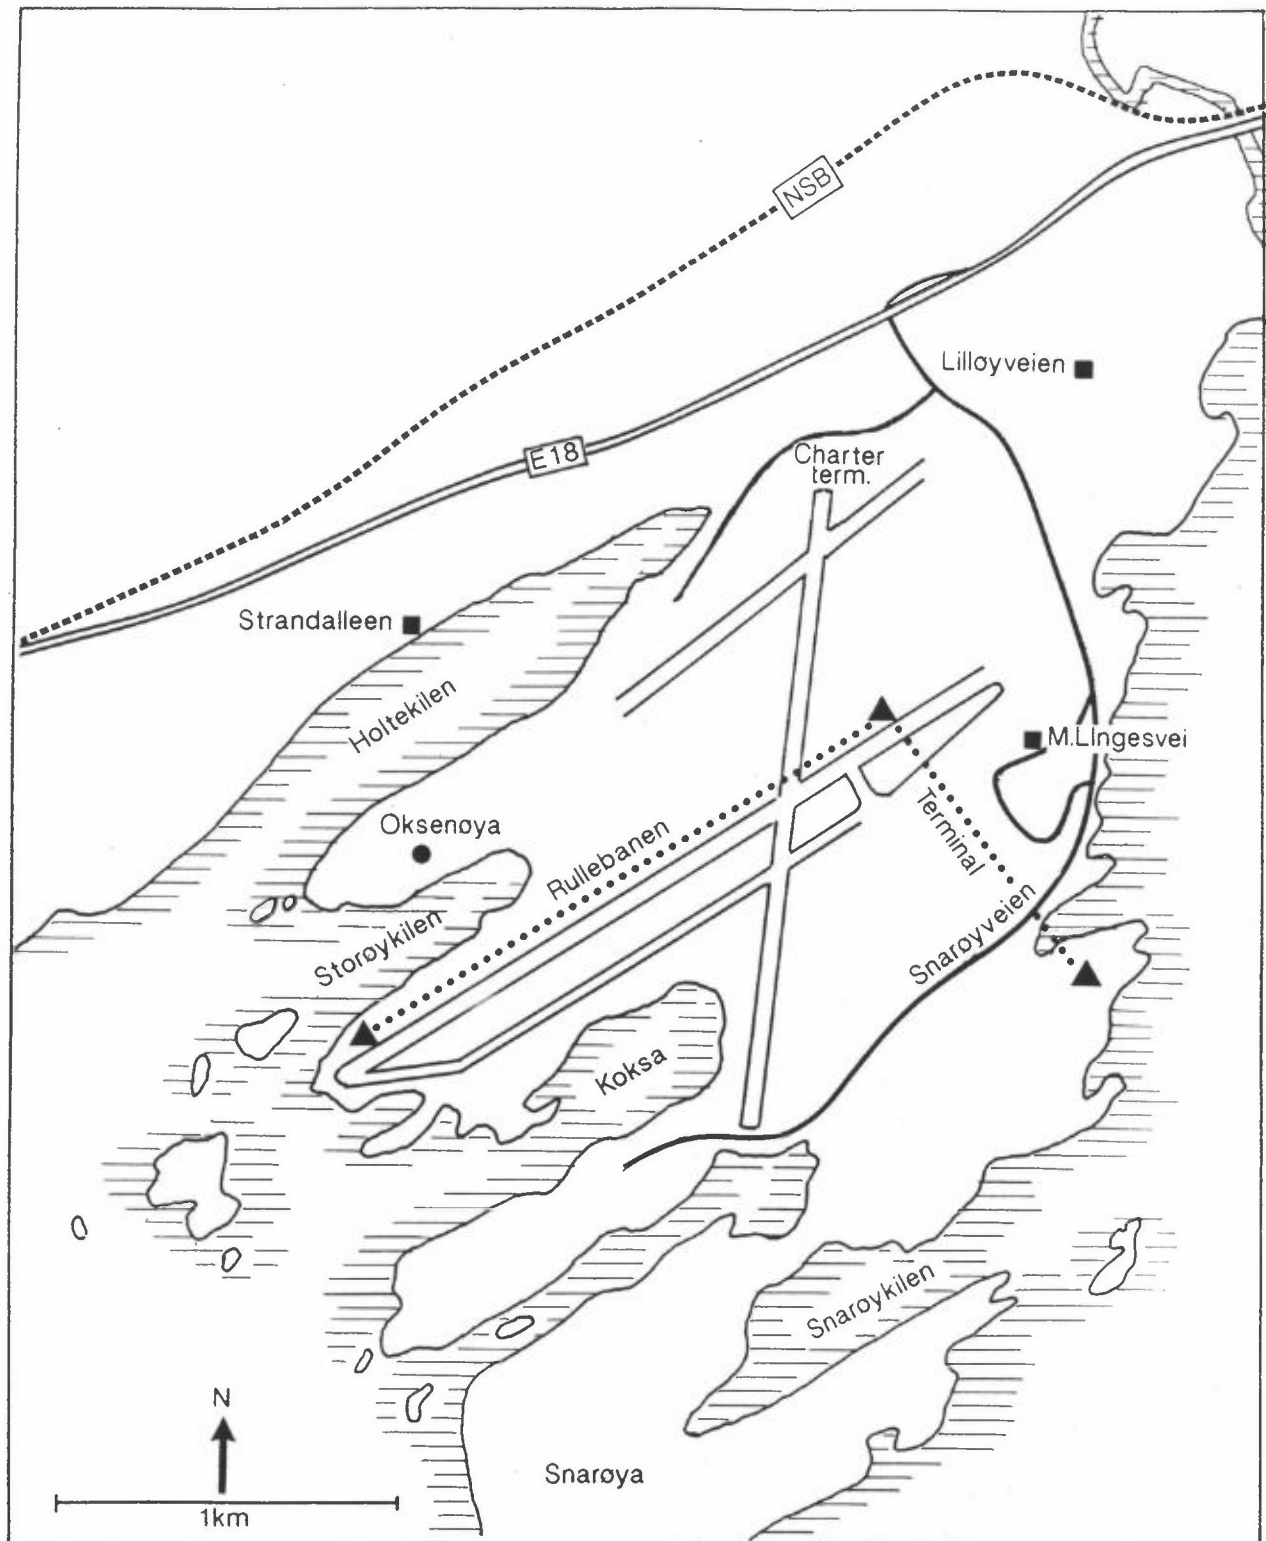 NSB
Lilløyveien
E18
Charter
term.
Strandalleen
Holtekilen
M.LIngesvei
Oksenøya
Rullebanen
Terminal
Storøykilen
Snarøyveien
Koksa
Snarøykilen
N
Snarøya
1km